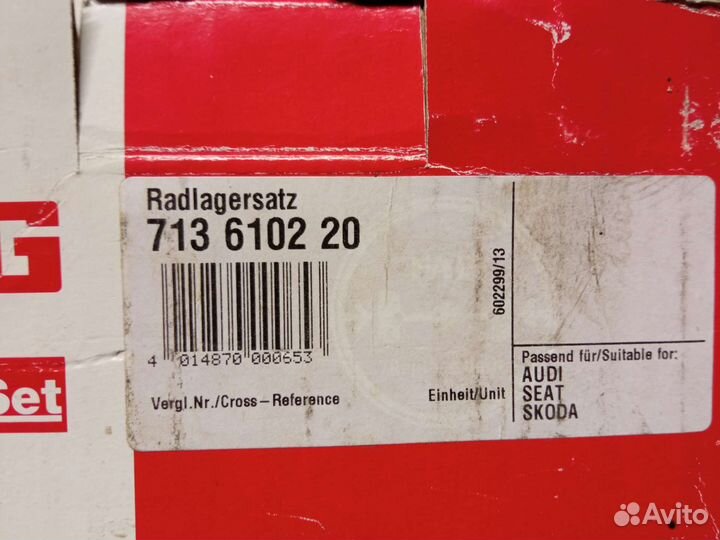 G
Set
Radlagersatz
713 6102 20
4 014870 000653
Vergl.Nr./Cross-Reference
Einheit/Unit
602299/13
Passend für/Suitable for:
AUDI
SEAT
SKODA
Avito